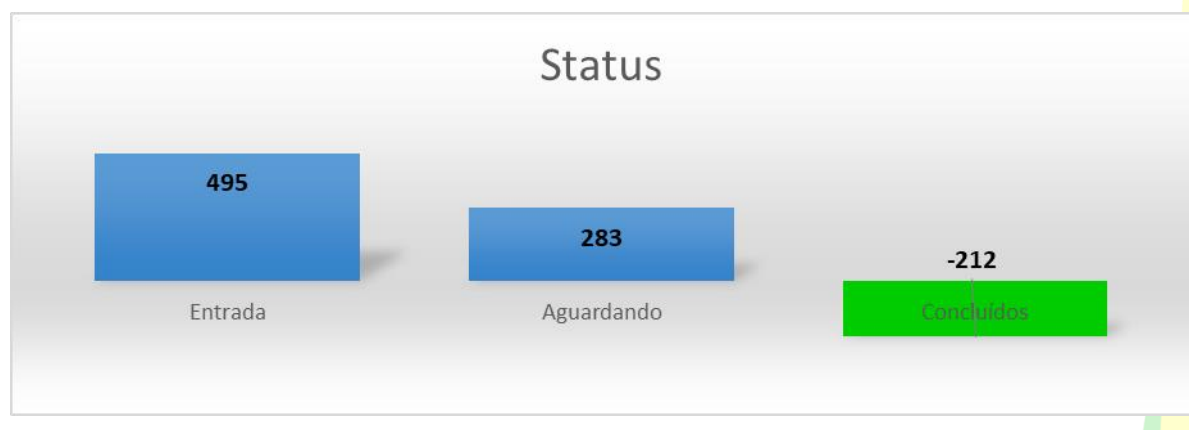 Status
495
283
-212
Entrada
Aguardando
Concluídos